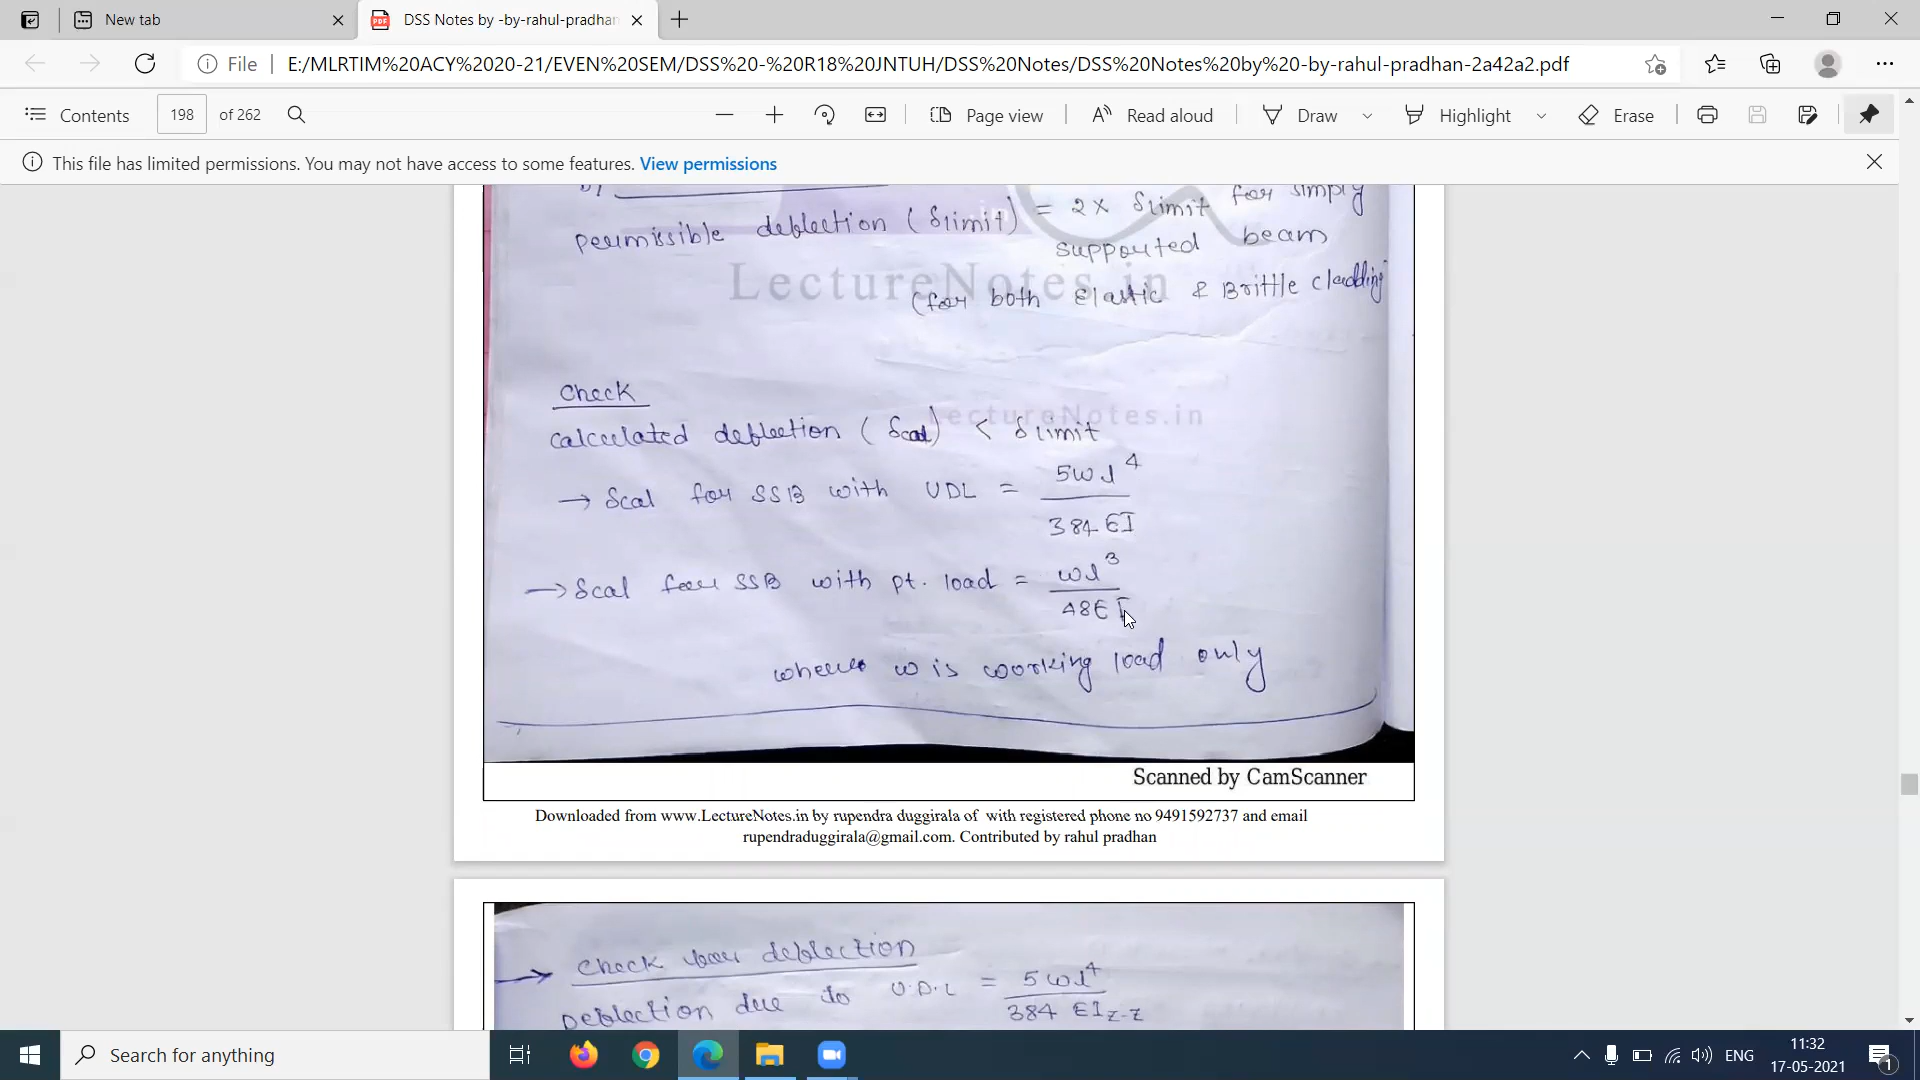 New tab
DSS Notes by -by-rahul-pradhan
File
E:/MLRTIM%20ACY%2020-21/EVEN%20SEM/DSS%20-%20R18%20JNTUH/DSS%20Notes/DSS%20Notes%20by%20-by-rahul-pradhan-2a42a2.pdf
Contents 198 of 262 Page view Read aloud Draw Highlight Erase
This file has limited permissions. You may not have access to some features. View permissions
permissible deflection (δlimit) = 2 x δlimit for simply
supported beam
LectureNotes.in
(for both Elastic & Brittle cladding
Check
LectureNotes.in
calculated deflection (δcal) < δlimit
→ δcal for SSB with UDL = 5wl⁴ / 384 EI
→ δcal for SSB with pt. load = wl³ / 48EI
where w is working load only
Scanned by CamScanner
Downloaded from www.LectureNotes.in by rupendra duggirala of with registered phone no 9491592737 and email
rupendraduggirala@gmail.com. Contributed by rahul pradhan
→ Check for deflection
Deflection due to U.D.L = 5wl⁴ / 384 EIz-z
Search for anything
ENG
11:32
17-05-2021
1